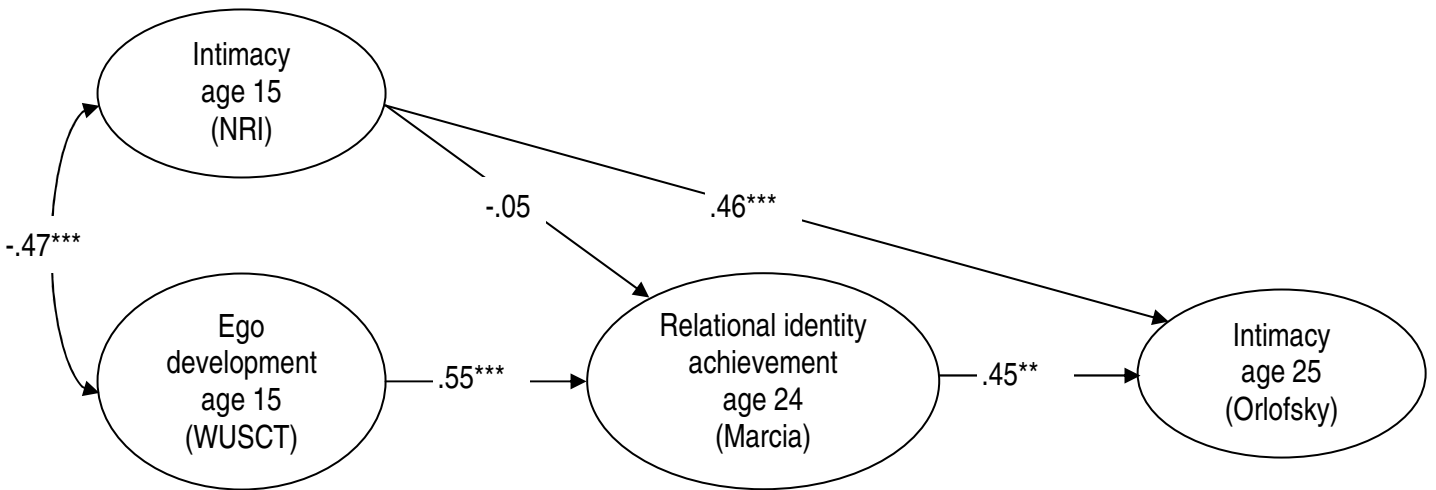 Intimacy
age 15
(NRI)
-.05
.46***
-.47***
Ego
development
age 15
(WUSCT)
.55***
Relational identity
achievement
age 24
(Marcia)
.45**
Intimacy
age 25
(Orlofsky)